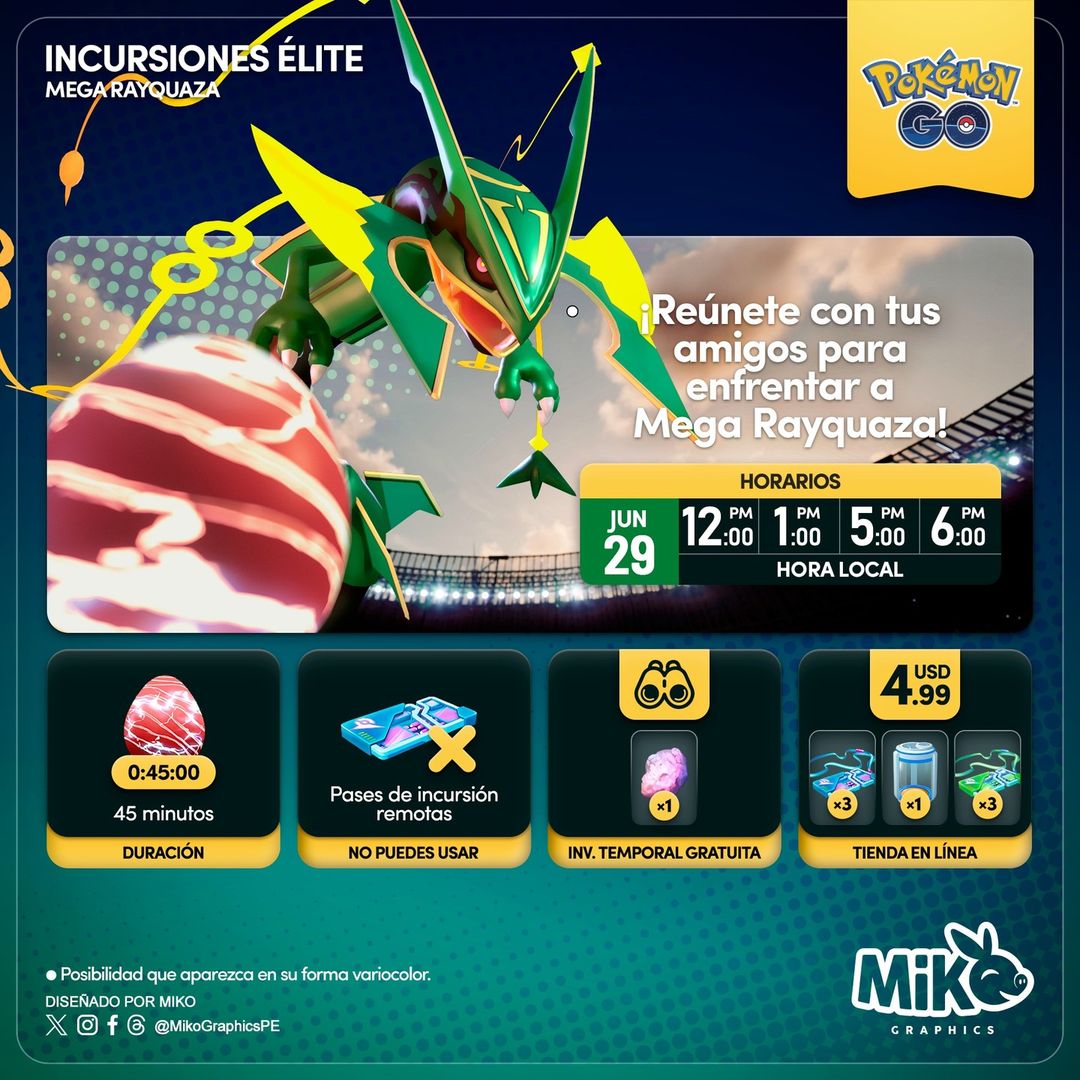 INCURSIONES ÉLITE
MEGA RAYQUAZA
POKÉMON
GO
¡Reúnete con tus
amigos para
enfrentar a
Mega Rayquaza!
HORARIOS
JUN
29
12:00 PM 1:00 PM 5:00 PM 6:00 PM
HORA LOCAL
0:45:00
45 minutos
DURACIÓN
Pases de incursión
remotas
NO PUEDES USAR
×1
INV. TEMPORAL GRATUITA
4.99 USD
×3 ×1 ×3
TIENDA EN LÍNEA
● Posibilidad que aparezca en su forma variocolor.
DISEÑADO POR MIKO
@MikoGraphicsPE
MiKO
GRAPHICS